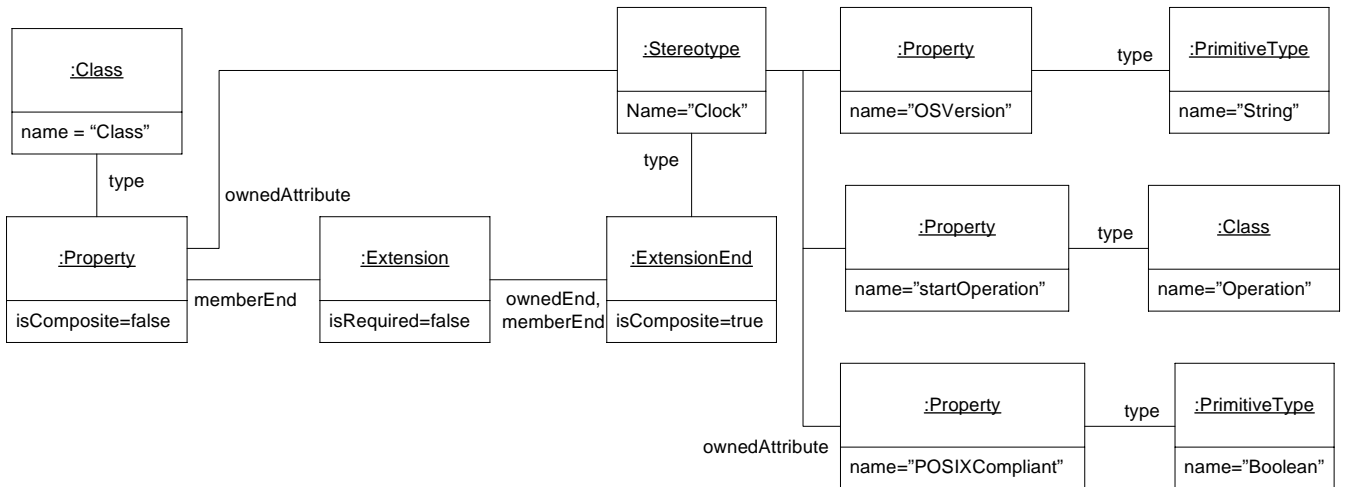 :Class
name = "Class"
type
:Stereotype
Name="Clock"
:Property
name="OSVersion"
type
:PrimitiveType
name="String"
type
ownedAttribute
:Property
isComposite=false
memberEnd
:Extension
isRequired=false
ownedEnd,
memberEnd
:ExtensionEnd
isComposite=true
:Property
name="startOperation"
type
:Class
name="Operation"
ownedAttribute
:Property
name="POSIXCompliant"
type
:PrimitiveType
name="Boolean"